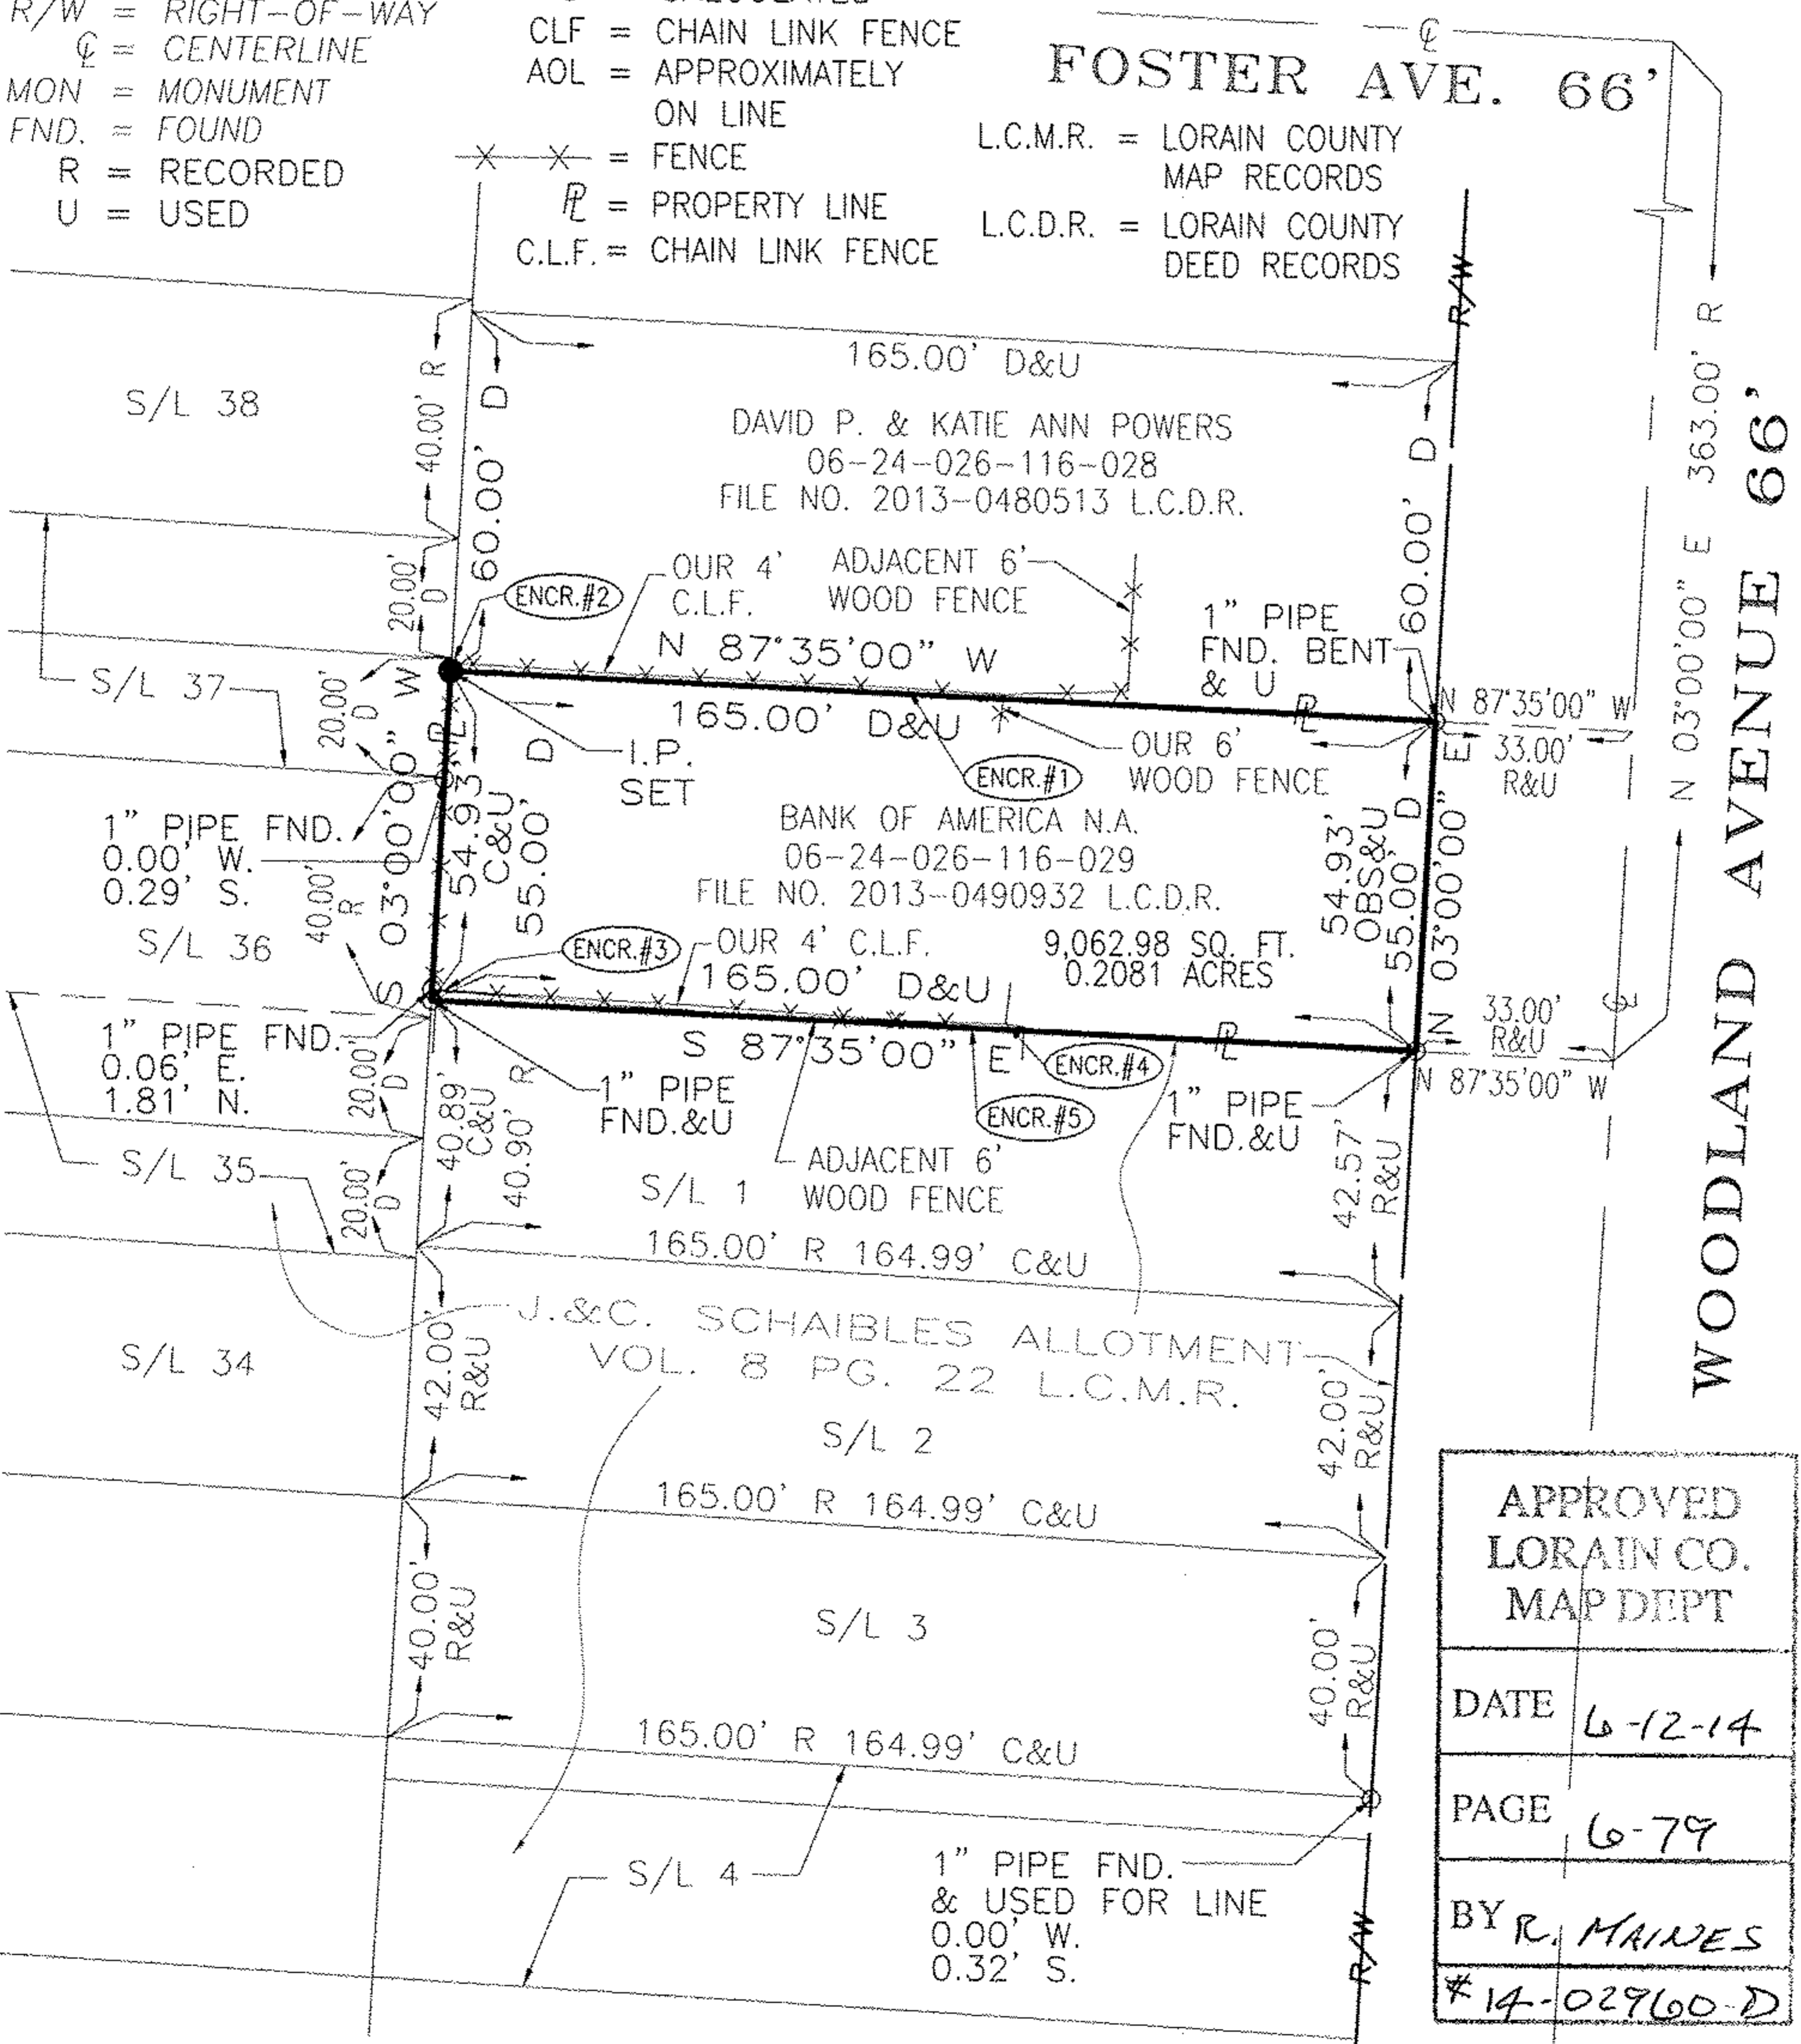 R/W = RIGHT-OF-WAY
℄ = CENTERLINE
MON = MONUMENT
FND. = FOUND
R = RECORDED
U = USED
CLF = CHAIN LINK FENCE
AOL = APPROXIMATELY
ON LINE
X X = FENCE
PL = PROPERTY LINE
C.L.F. = CHAIN LINK FENCE
℄
FOSTER AVE. 66'
L.C.M.R. = LORAIN COUNTY
MAP RECORDS
L.C.D.R. = LORAIN COUNTY
DEED RECORDS
R/W
N 03°00'00" E 363.00' R
WOODLAND AVENUE 66'
S/L 38
40.00' R
60.00' D
165.00' D&U
DAVID P. & KATIE ANN POWERS
06-24-026-116-028
FILE NO. 2013-0480513 L.C.D.R.
60.00' D
20.00'
D
ENCR.#2
OUR 4'
C.L.F.
ADJACENT 6'
WOOD FENCE
1" PIPE
FND. BENT
& U
N 87°35'00" W
165.00' D&U
PL
N 87°35'00" W
33.00'
R&U
S/L 37
20.00'
D
I.P.
SET
OUR 6'
WOOD FENCE
ENCR.#1
1" PIPE FND.
0.00' W.
0.29' S.
S 03°00'00" W
PL
54.93'
C&U
55.00' D
BANK OF AMERICA N.A.
06-24-026-116-029
FILE NO. 2013-0490932 L.C.D.R.
54.93'
OBS&U
55.00' D
N 03°00'00" E
S/L 36
40.00'
R
ENCR.#3
OUR 4' C.L.F.
9,062.98 SQ. FT.
0.2081 ACRES
165.00' D&U
S 87°35'00" E
PL
℄
33.00'
R&U
N 87°35'00" W
1" PIPE FND.
0.06' E.
1.81' N.
20.00'
D
40.89'
C&U
40.90' R
1" PIPE
FND.&U
ENCR.#4
ENCR.#5
1" PIPE
FND.&U
ADJACENT 6'
WOOD FENCE
S/L 35
20.00'
D
S/L 1
42.57'
R&U
165.00' R 164.99' C&U
J.&C. SCHAIBLES ALLOTMENT
VOL. 8 PG. 22 L.C.M.R.
S/L 34
42.00'
R&U
S/L 2
42.00'
R&U
165.00' R 164.99' C&U
40.00'
R&U
S/L 3
40.00'
R&U
165.00' R 164.99' C&U
S/L 4
1" PIPE FND.
& USED FOR LINE
0.00' W.
0.32' S.
R/W
APPROVED
LORAIN CO.
MAP DEPT
DATE 6-12-14
PAGE 6-79
BY R. MAINES
# 14-02960-D